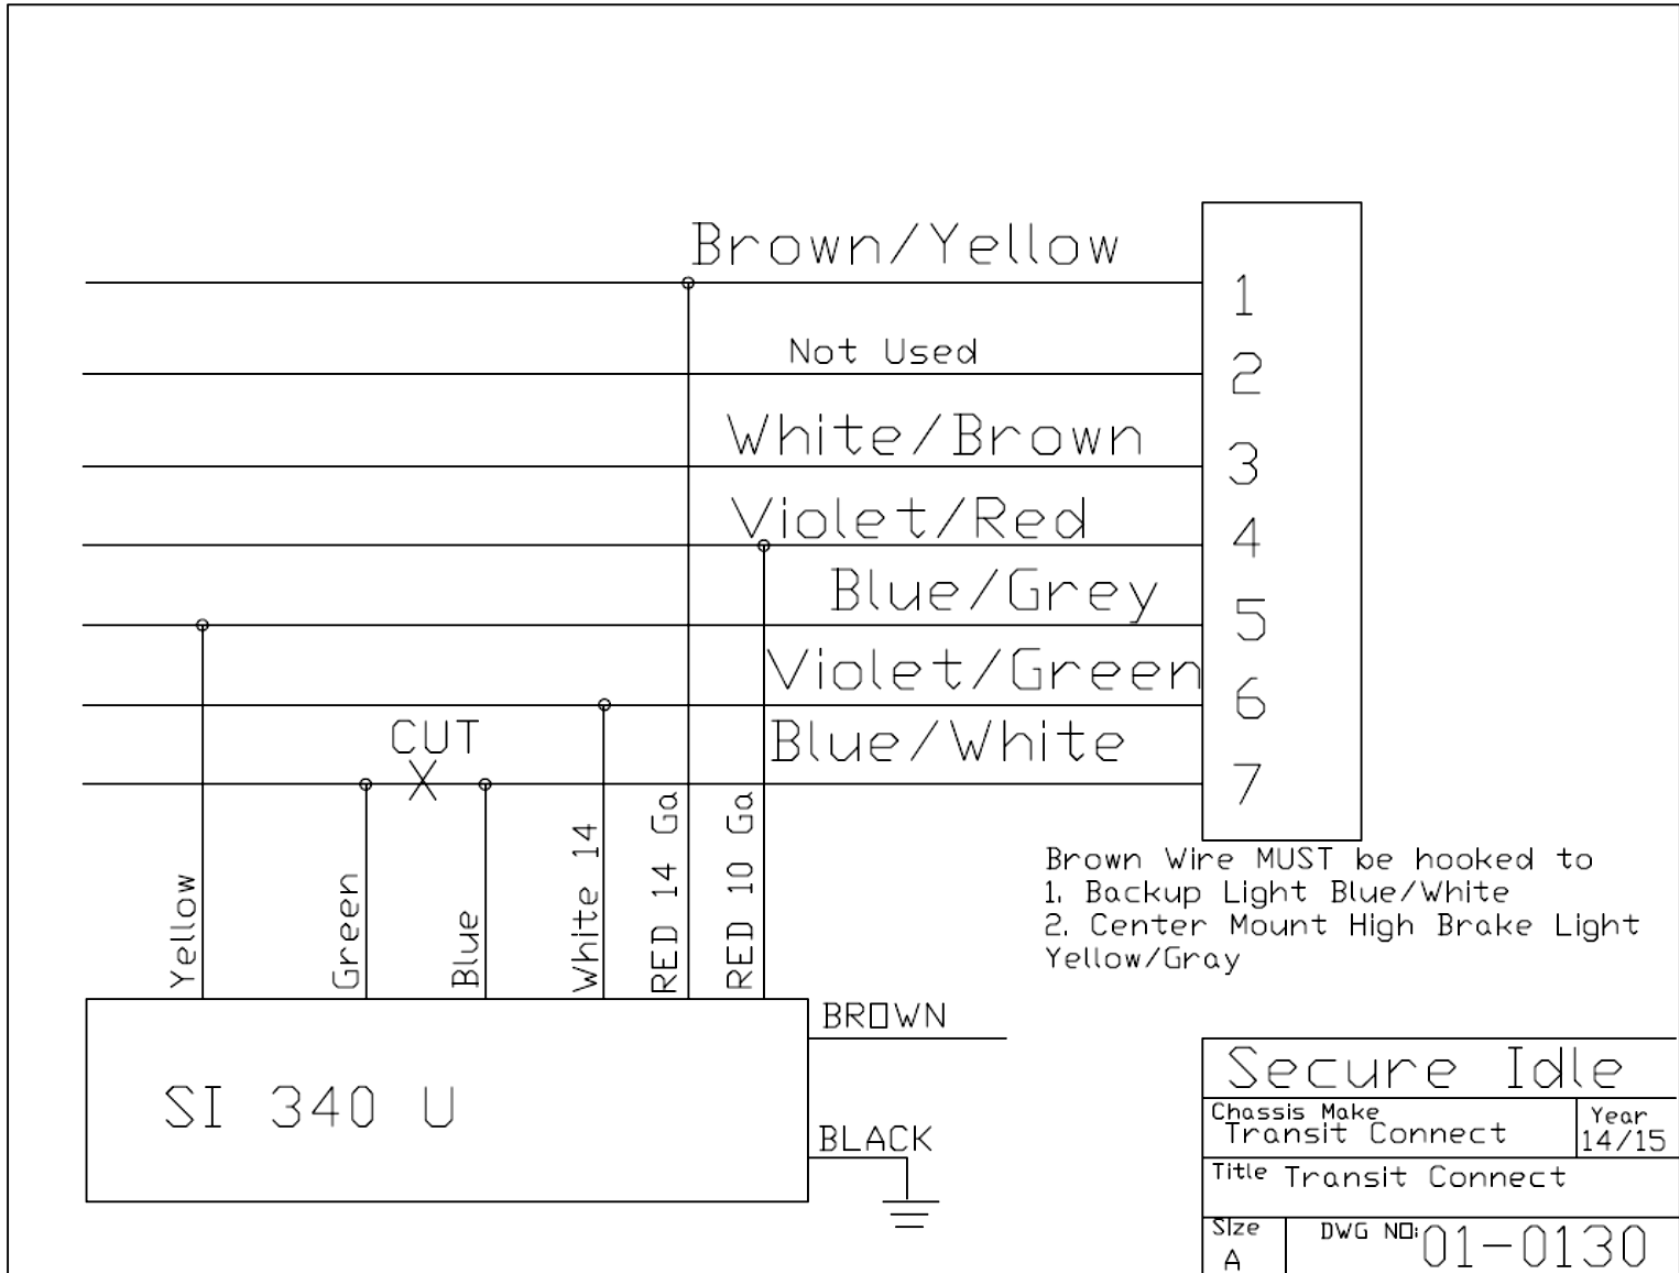 Brown/Yellow
1
Not Used
2
White/Brown
3
Violet/Red
4
Blue/Grey
5
Violet/Green
6
CUT
Blue/White
7
Yellow
Green
Blue
White 14
RED 14 Ga
RED 10 Ga
Brown Wire MUST be hooked to
1. Backup Light Blue/White
2. Center Mount High Brake Light
Yellow/Gray
BROWN
SI 340 U
BLACK
Secure Idle
Chassis Make
Transit Connect
Year
14/15
Title Transit Connect
Size
A
DWG NO: 01-0130